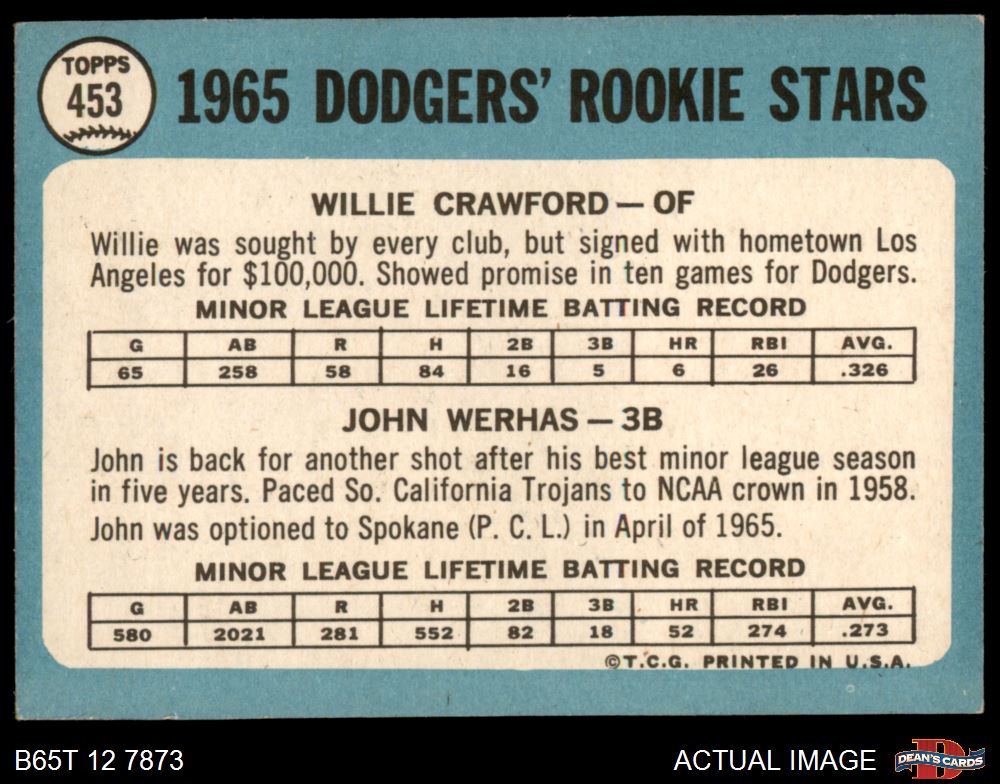 TOPPS
453
1965 DODGERS' ROOKIE STARS
WILLIE CRAWFORD — OF
Willie was sought by every club, but signed with hometown Los
Angeles for $100,000. Showed promise in ten games for Dodgers.
MINOR LEAGUE LIFETIME BATTING RECORD
G AB R H 2B 3B HR RBI AVG.
65 258 58 84 16 5 6 26 .326
JOHN WERHAS — 3B
John is back for another shot after his best minor league season
in five years. Paced So. California Trojans to NCAA crown in 1958.
John was optioned to Spokane (P. C. L.) in April of 1965.
MINOR LEAGUE LIFETIME BATTING RECORD
G AB R H 2B 3B HR RBI AVG.
580 2021 281 552 82 18 52 274 .273
©T.C.G. PRINTED IN U.S.A.
B65T 12 7873
ACTUAL IMAGE
DEAN'S CARDS